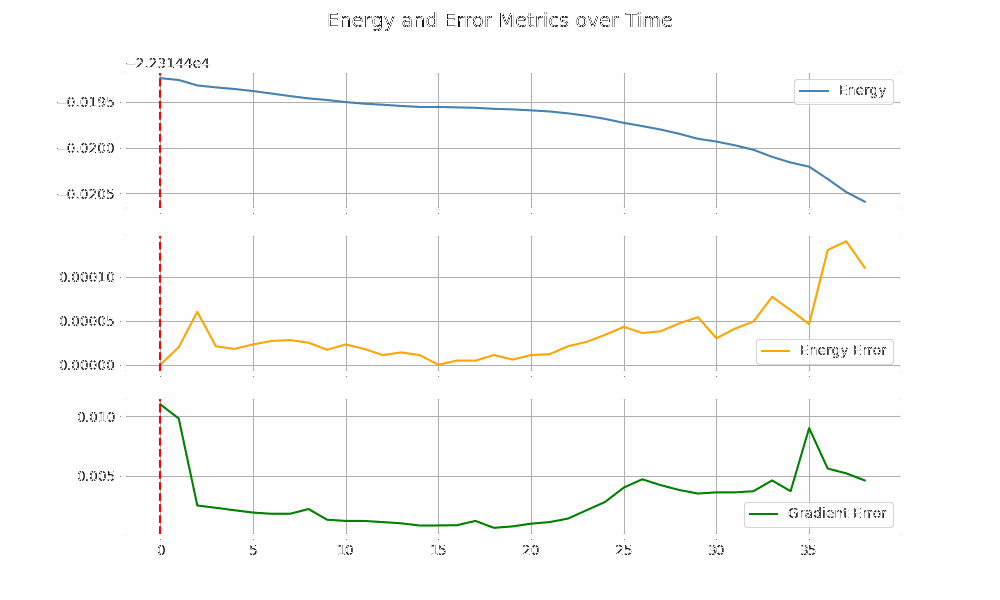 Energy and Error Metrics over Time
−2.23144e4
−0.0195
−0.0200
−0.0205
Energy
0.00010
0.00005
0.00000
Energy Error
0.010
0.005
Gradient Error
0 5 10 15 20 25 30 35